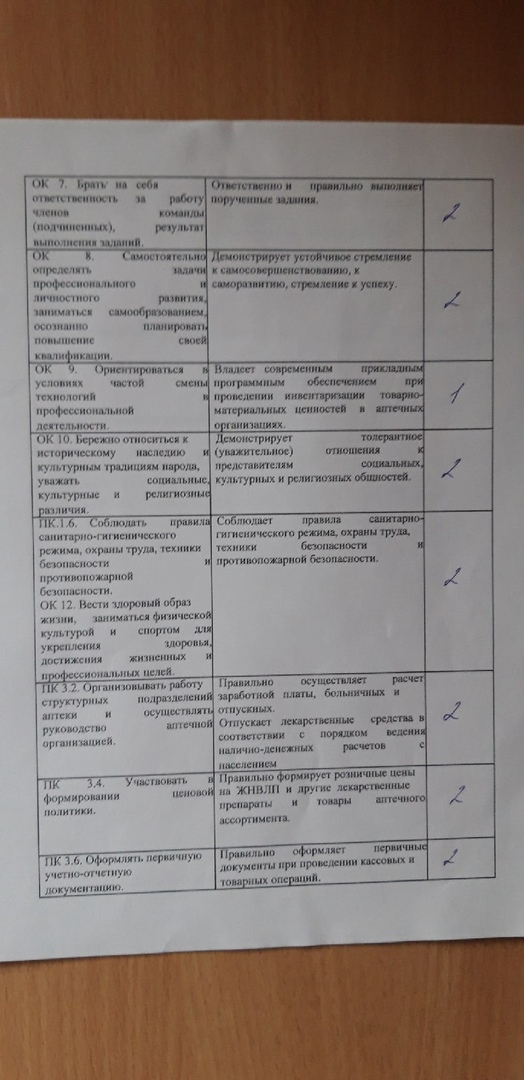 ОК 7. Брать на себя
ответственность за работу
членов команды
(подчиненных), результат
выполнения заданий.
Ответственно и правильно выполняет
порученные задания.
2
ОК 8. Самостоятельно
определять задачи
профессионального и
личностного развития,
заниматься самообразованием,
осознанно планировать
повышение своей
квалификации.
Демонстрирует устойчивое стремление
к самосовершенствованию, к
саморазвитию, стремление к успеху.
2
ОК 9. Ориентироваться в
условиях частой смены
технологий в
профессиональной
деятельности.
Владеет современным прикладным
программным обеспечением при
проведении инвентаризации товарно-
материальных ценностей в аптечных
организациях.
1
ОК 10. Бережно относиться к
историческому наследию и
культурным традициям народа,
уважать социальные,
культурные и религиозные
различия.
Демонстрирует толерантное
(уважительное) отношения к
представителям социальных,
культурных и религиозных общностей.
2
ПК.1.6. Соблюдать правила
санитарно-гигиенического
режима, охраны труда, техники
безопасности и
противопожарной
безопасности.
ОК 12. Вести здоровый образ
жизни, заниматься физической
культурой и спортом для
укрепления здоровья,
достижения жизненных и
профессиональных целей.
Соблюдает правила санитарно-
гигиенического режима, охраны труда,
техники безопасности и
противопожарной безопасности.
2
ПК 3.2. Организовывать работу
структурных подразделений
аптеки и осуществлять
руководство аптечной
организацией.
Правильно осуществляет расчет
заработной платы, больничных и
отпускных.
Отпускает лекарственные средства в
соответствии с порядком ведения
налично-денежных расчетов с
населением
2
ПК 3.4. Участвовать в
формировании ценовой
политики.
Правильно формирует розничные цены
на ЖНВЛП и другие лекарственные
препараты и товары аптечного
ассортимента.
2
ПК 3.6. Оформлять первичную
учетно-отчетную
документацию.
Правильно оформляет первичные
документы при проведении кассовых и
товарных операций.
2